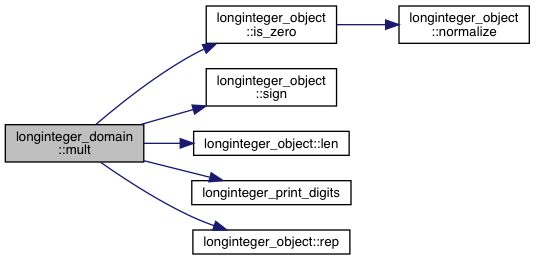 longinteger_domain
::mult
longinteger_object
::is_zero
longinteger_object
::normalize
longinteger_object
::sign
longinteger_object::len
longinteger_print_digits
longinteger_object::rep